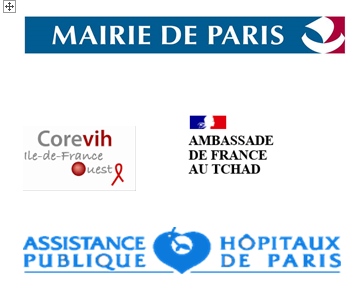 MAIRIE DE PARIS
Corevih
Ile-de-France
Ouest
AMBASSADE
DE FRANCE
AU TCHAD
ASSISTANCE HÔPITAUX
PUBLIQUE DE PARIS